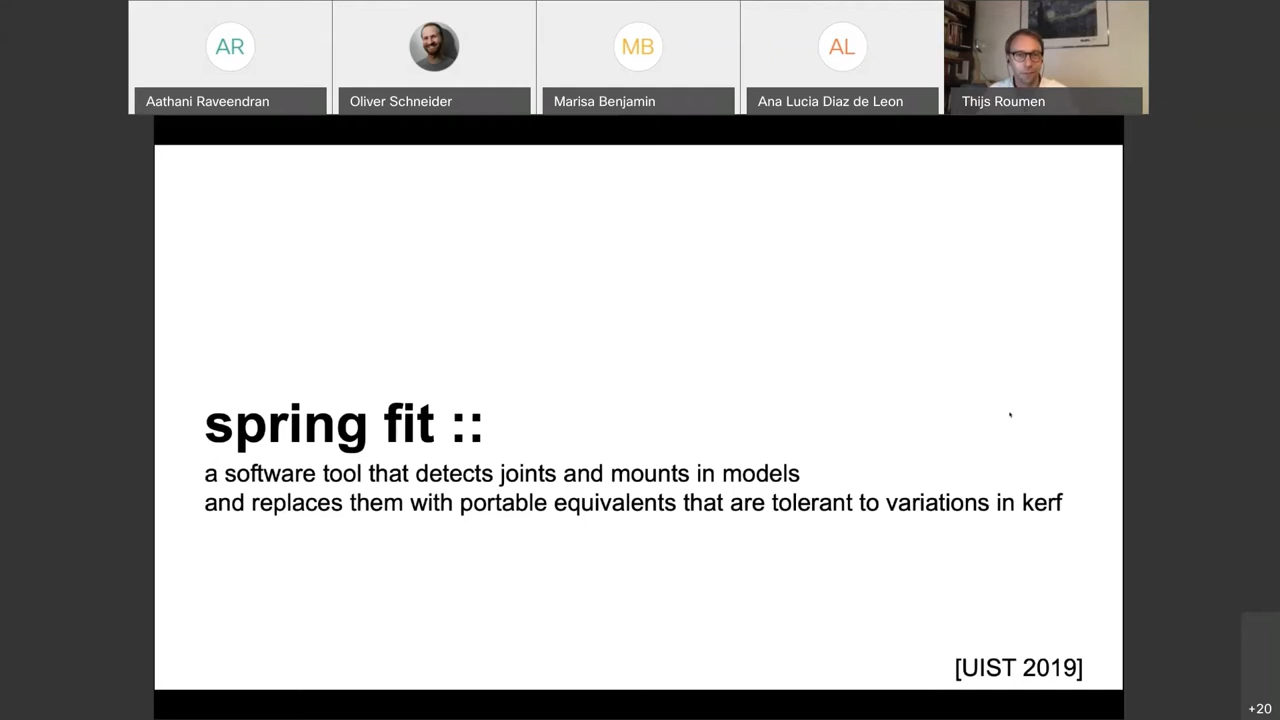 AR
MB
AL
Aathani Raveendran
Oliver Schneider
Marisa Benjamin
Ana Lucia Diaz de Leon
Thijs Roumen
spring fit ::
a software tool that detects joints and mounts in models
and replaces them with portable equivalents that are tolerant to variations in kerf
[UIST 2019]
+20